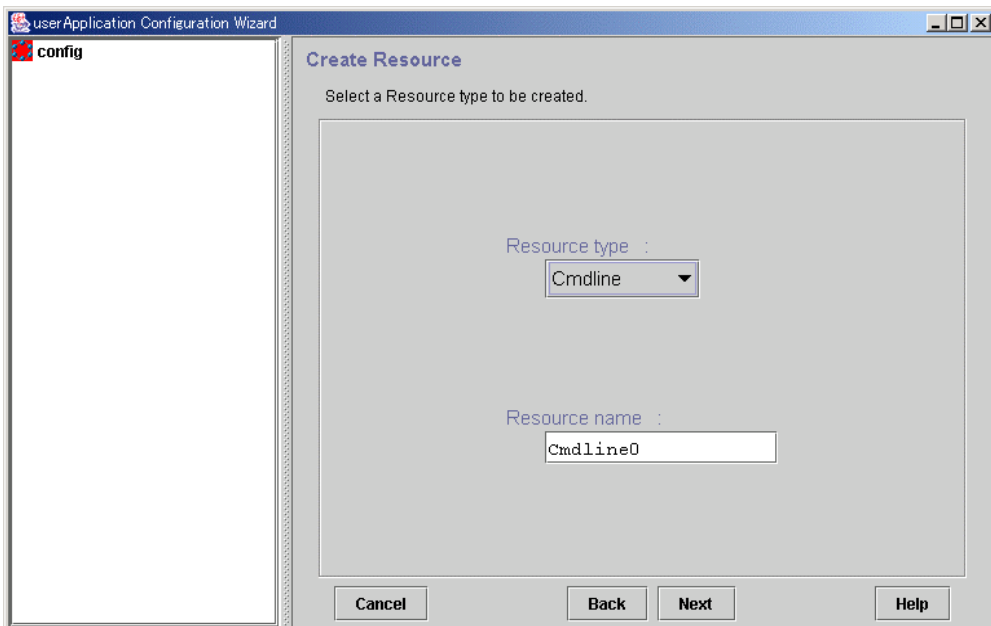 userApplication Configuration Wizard
config
Create Resource
Select a Resource type to be created.
Resource type :
Cmdline
Resource name :
Cmdline0
Cancel
Back
Next
Help